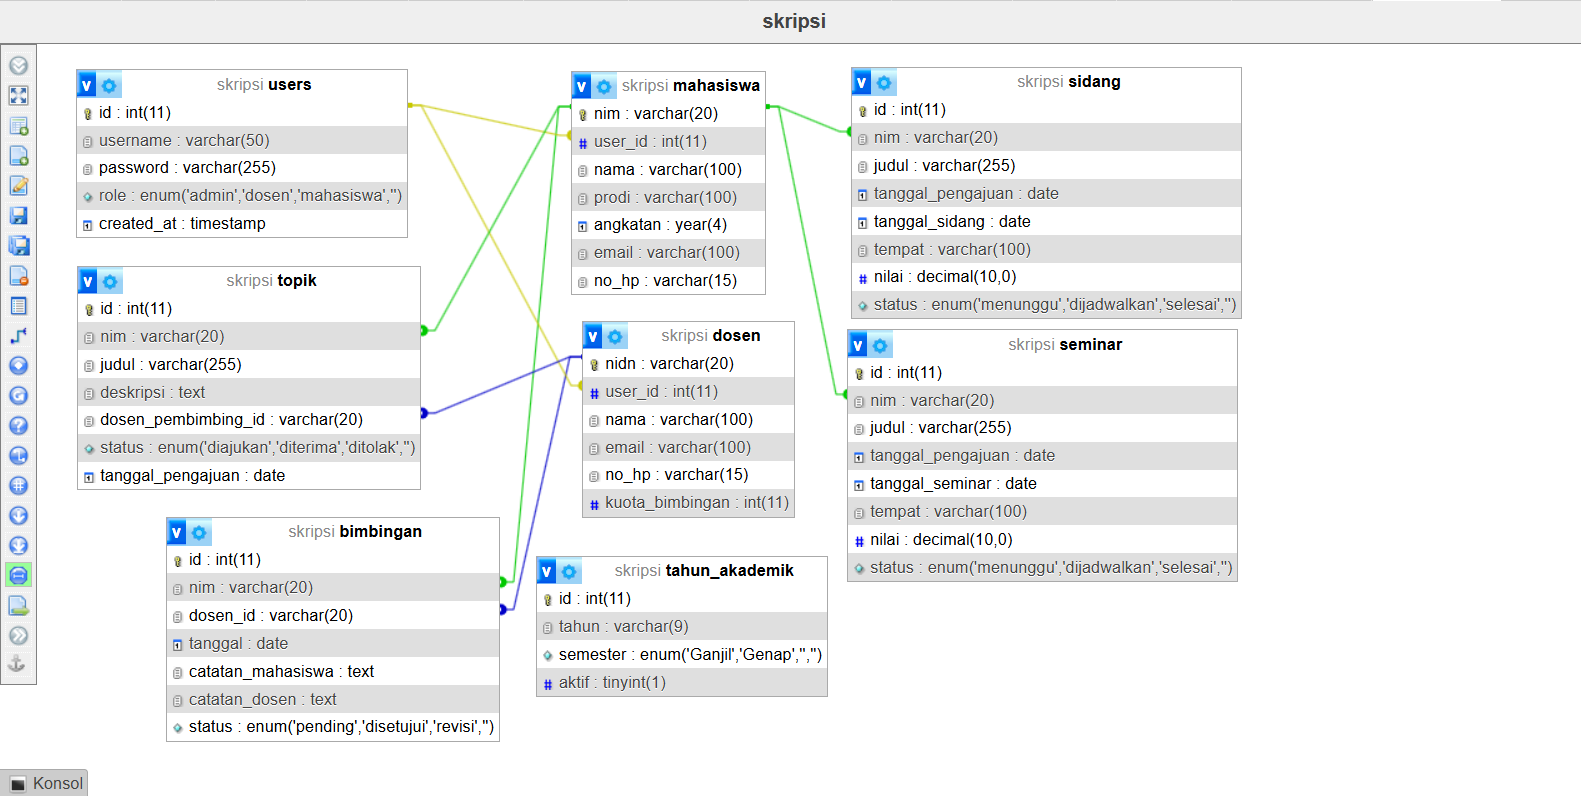 skripsi
skripsi users
id : int(11)
username : varchar(50)
password : varchar(255)
role : enum('admin','dosen','mahasiswa','')
created_at : timestamp
skripsi topik
id : int(11)
nim : varchar(20)
judul : varchar(255)
deskripsi : text
dosen_pembimbing_id : varchar(20)
status : enum('diajukan','diterima','ditolak','')
tanggal_pengajuan : date
skripsi bimbingan
id : int(11)
nim : varchar(20)
dosen_id : varchar(20)
tanggal : date
catatan_mahasiswa : text
catatan_dosen : text
status : enum('pending','disetujui','revisi','')
skripsi mahasiswa
nim : varchar(20)
user_id : int(11)
nama : varchar(100)
prodi : varchar(100)
angkatan : year(4)
email : varchar(100)
no_hp : varchar(15)
skripsi dosen
nidn : varchar(20)
user_id : int(11)
nama : varchar(100)
email : varchar(100)
no_hp : varchar(15)
kuota_bimbingan : int(11)
skripsi tahun_akademik
id : int(11)
tahun : varchar(9)
semester : enum('Ganjil','Genap','','')
aktif : tinyint(1)
skripsi sidang
id : int(11)
nim : varchar(20)
judul : varchar(255)
tanggal_pengajuan : date
tanggal_sidang : date
tempat : varchar(100)
nilai : decimal(10,0)
status : enum('menunggu','dijadwalkan','selesai','')
skripsi seminar
id : int(11)
nim : varchar(20)
judul : varchar(255)
tanggal_pengajuan : date
tanggal_seminar : date
tempat : varchar(100)
nilai : decimal(10,0)
status : enum('menunggu','dijadwalkan','selesai','')
Konsol